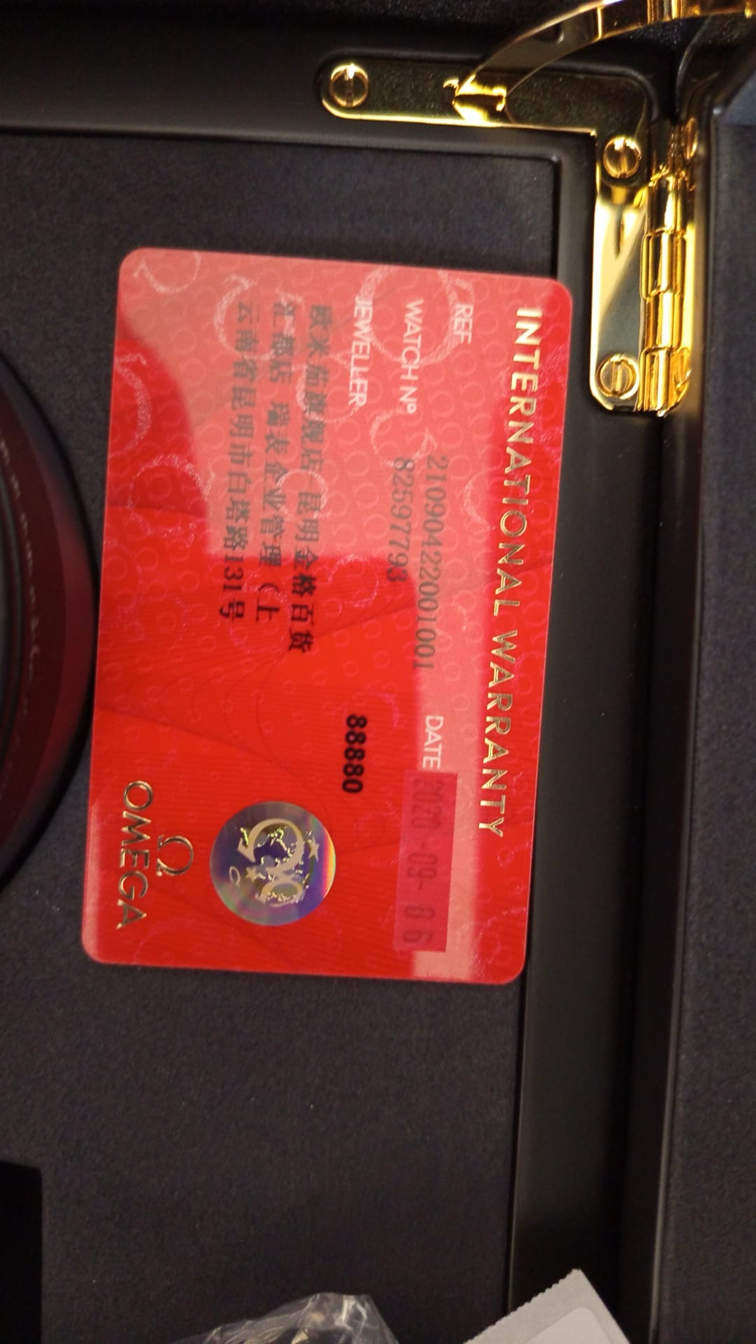 INTERNATIONAL WARRANTY
REF. 21090422001001
WATCH Nº 82597793
DATE 2020-09-06
JEWELLER
欧米茄旗舰店 昆明金格百货
汇都店 瑞表企业管理（上
云南省昆明市白塔路131号
88880
Ω
OMEGA